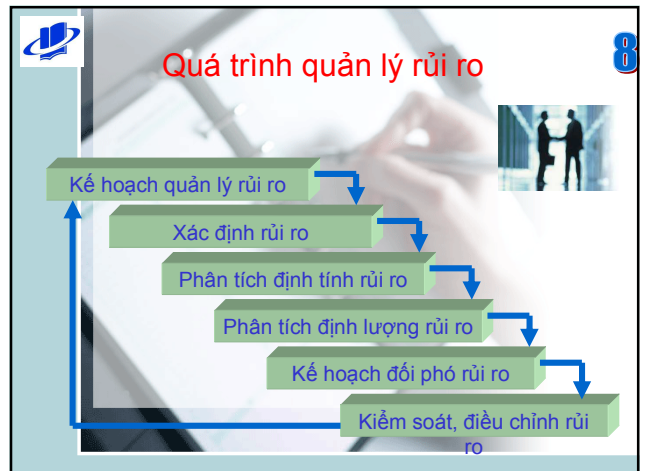 Quá trình quản lý rủi ro
8
Kế hoạch quản lý rủi ro
Xác định rủi ro
Phân tích định tính rủi ro
Phân tích định lượng rủi ro
Kế hoạch đối phó rủi ro
Kiểm soát, điều chỉnh rủi
ro